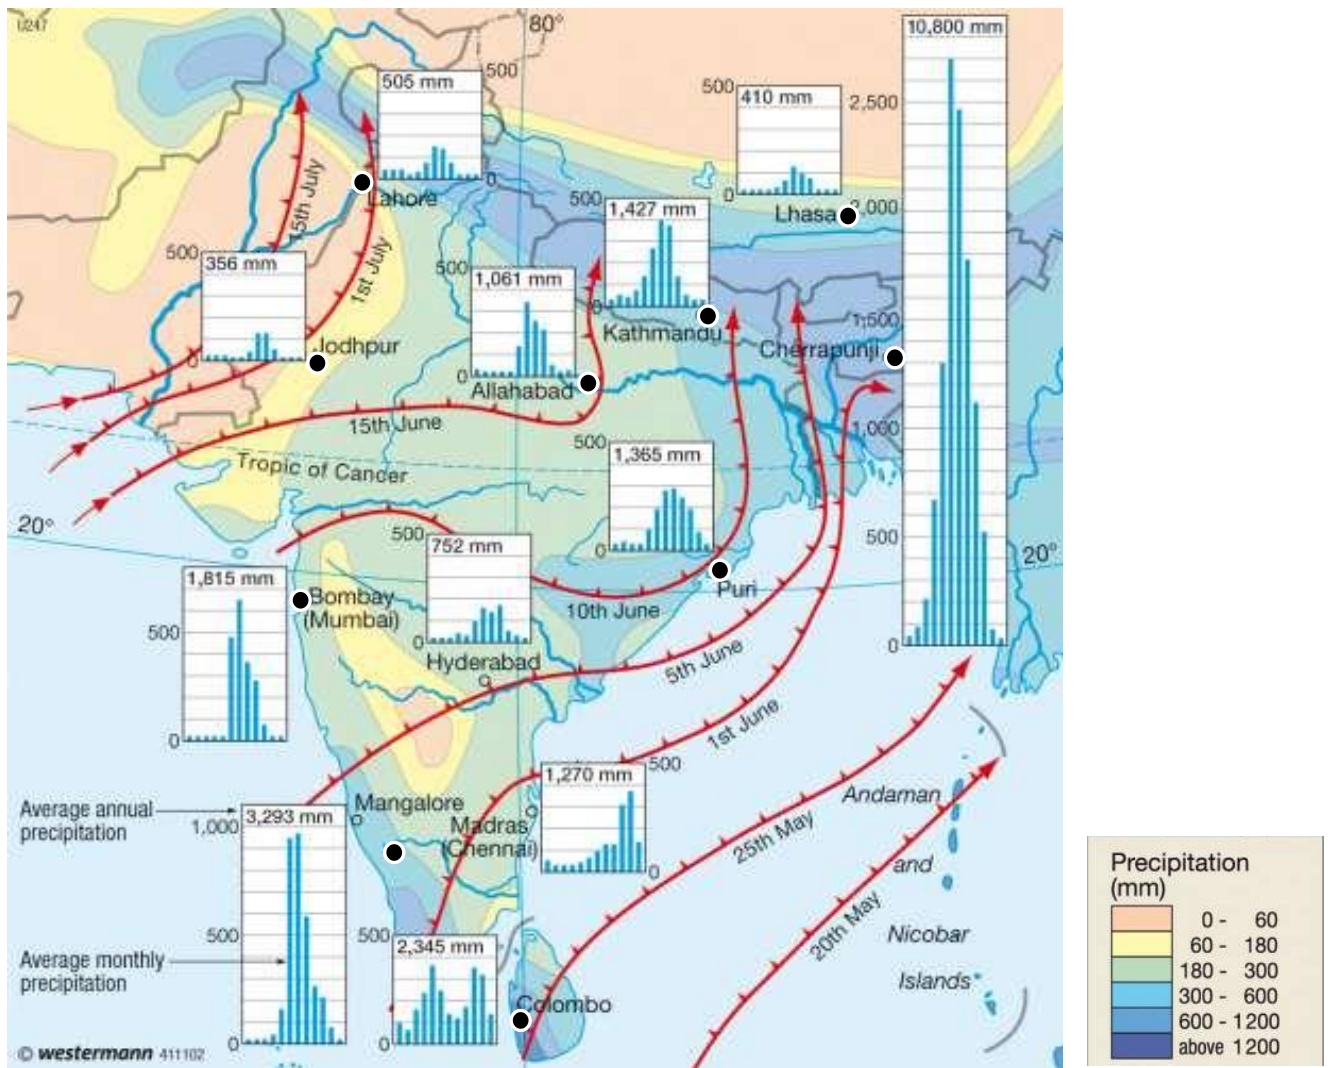 U247
80°
10,800 mm
500
505 mm
0
500
410 mm
0
2,500
2,000
1,500
1,000
500
0
Lahore
Lhasa
15th July
1st July
500
1,427 mm
0
Kathmandu
500
356 mm
0
Jodhpur
500
1,061 mm
0
Allahabad
Cherrapunji
15th June
Tropic of Cancer
500
1,365 mm
0
Puri
20°
20°
500
752 mm
0
Hyderabad
10th June
1,815 mm
500
0
Bombay
(Mumbai)
5th June
1st June
500
1,270 mm
0
Mangalore
Madras
(Chennai)
Average annual
precipitation
1,000
3,293 mm
500
0
Average monthly
precipitation
500
2,345 mm
0
Colombo
25th May
20th May
Andaman
and
Nicobar
Islands
© westermann 411102
Precipitation
(mm)
0 - 60
60 - 180
180 - 300
300 - 600
600 - 1200
above 1200